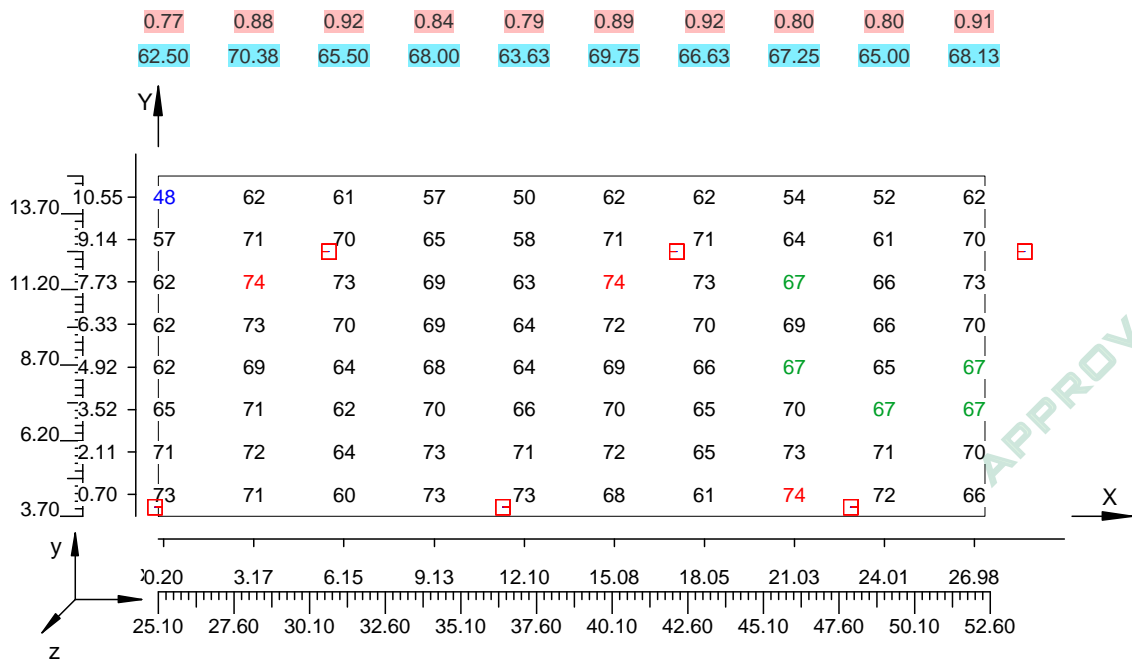 0.77 0.88 0.92 0.84 0.79 0.89 0.92 0.80 0.80 0.91
62.50 70.38 65.50 68.00 63.63 69.75 66.63 67.25 65.00 68.13
Y
13.70 10.55 48 62 61 57 50 62 62 54 52 62
9.14 57 71 70 65 58 71 71 64 61 70
11.20 7.73 62 74 73 69 63 74 73 67 66 73
6.33 62 73 70 69 64 72 70 69 66 70
8.70 4.92 62 69 64 68 64 69 66 67 65 67
3.52 65 71 62 70 66 70 65 70 67 67
6.20 2.11 71 72 64 73 71 72 65 73 71 70
3.70 0.70 73 71 60 73 73 68 61 74 72 66
X
APPROV
y
0.20 3.17 6.15 9.13 12.10 15.08 18.05 21.03 24.01 26.98
25.10 27.60 30.10 32.60 35.10 37.60 40.10 42.60 45.10 47.60 50.10 52.60
z